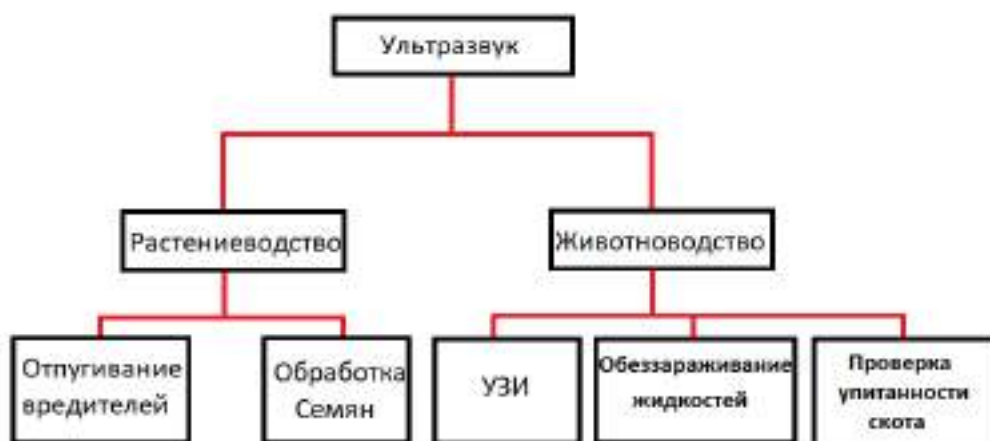 Ультразвук
Растениеводство
Животноводство
Отпугивание
вредителей
Обработка
Семян
УЗИ
Обеззараживание
жидкостей
Проверка
упитанности
скота